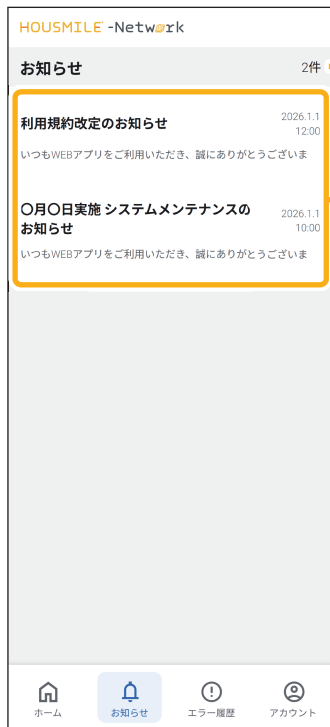 HOUSMILE -Netw●rk
お知らせ
2件
利用規約改定のお知らせ
2026.1.1
12:00
いつもWEBアプリをご利用いただき、誠にありがとうございま
〇月〇日実施 システムメンテナンスの
お知らせ
2026.1.1
10:00
いつもWEBアプリをご利用いただき、誠にありがとうございま
ホーム
お知らせ
エラー履歴
アカウント